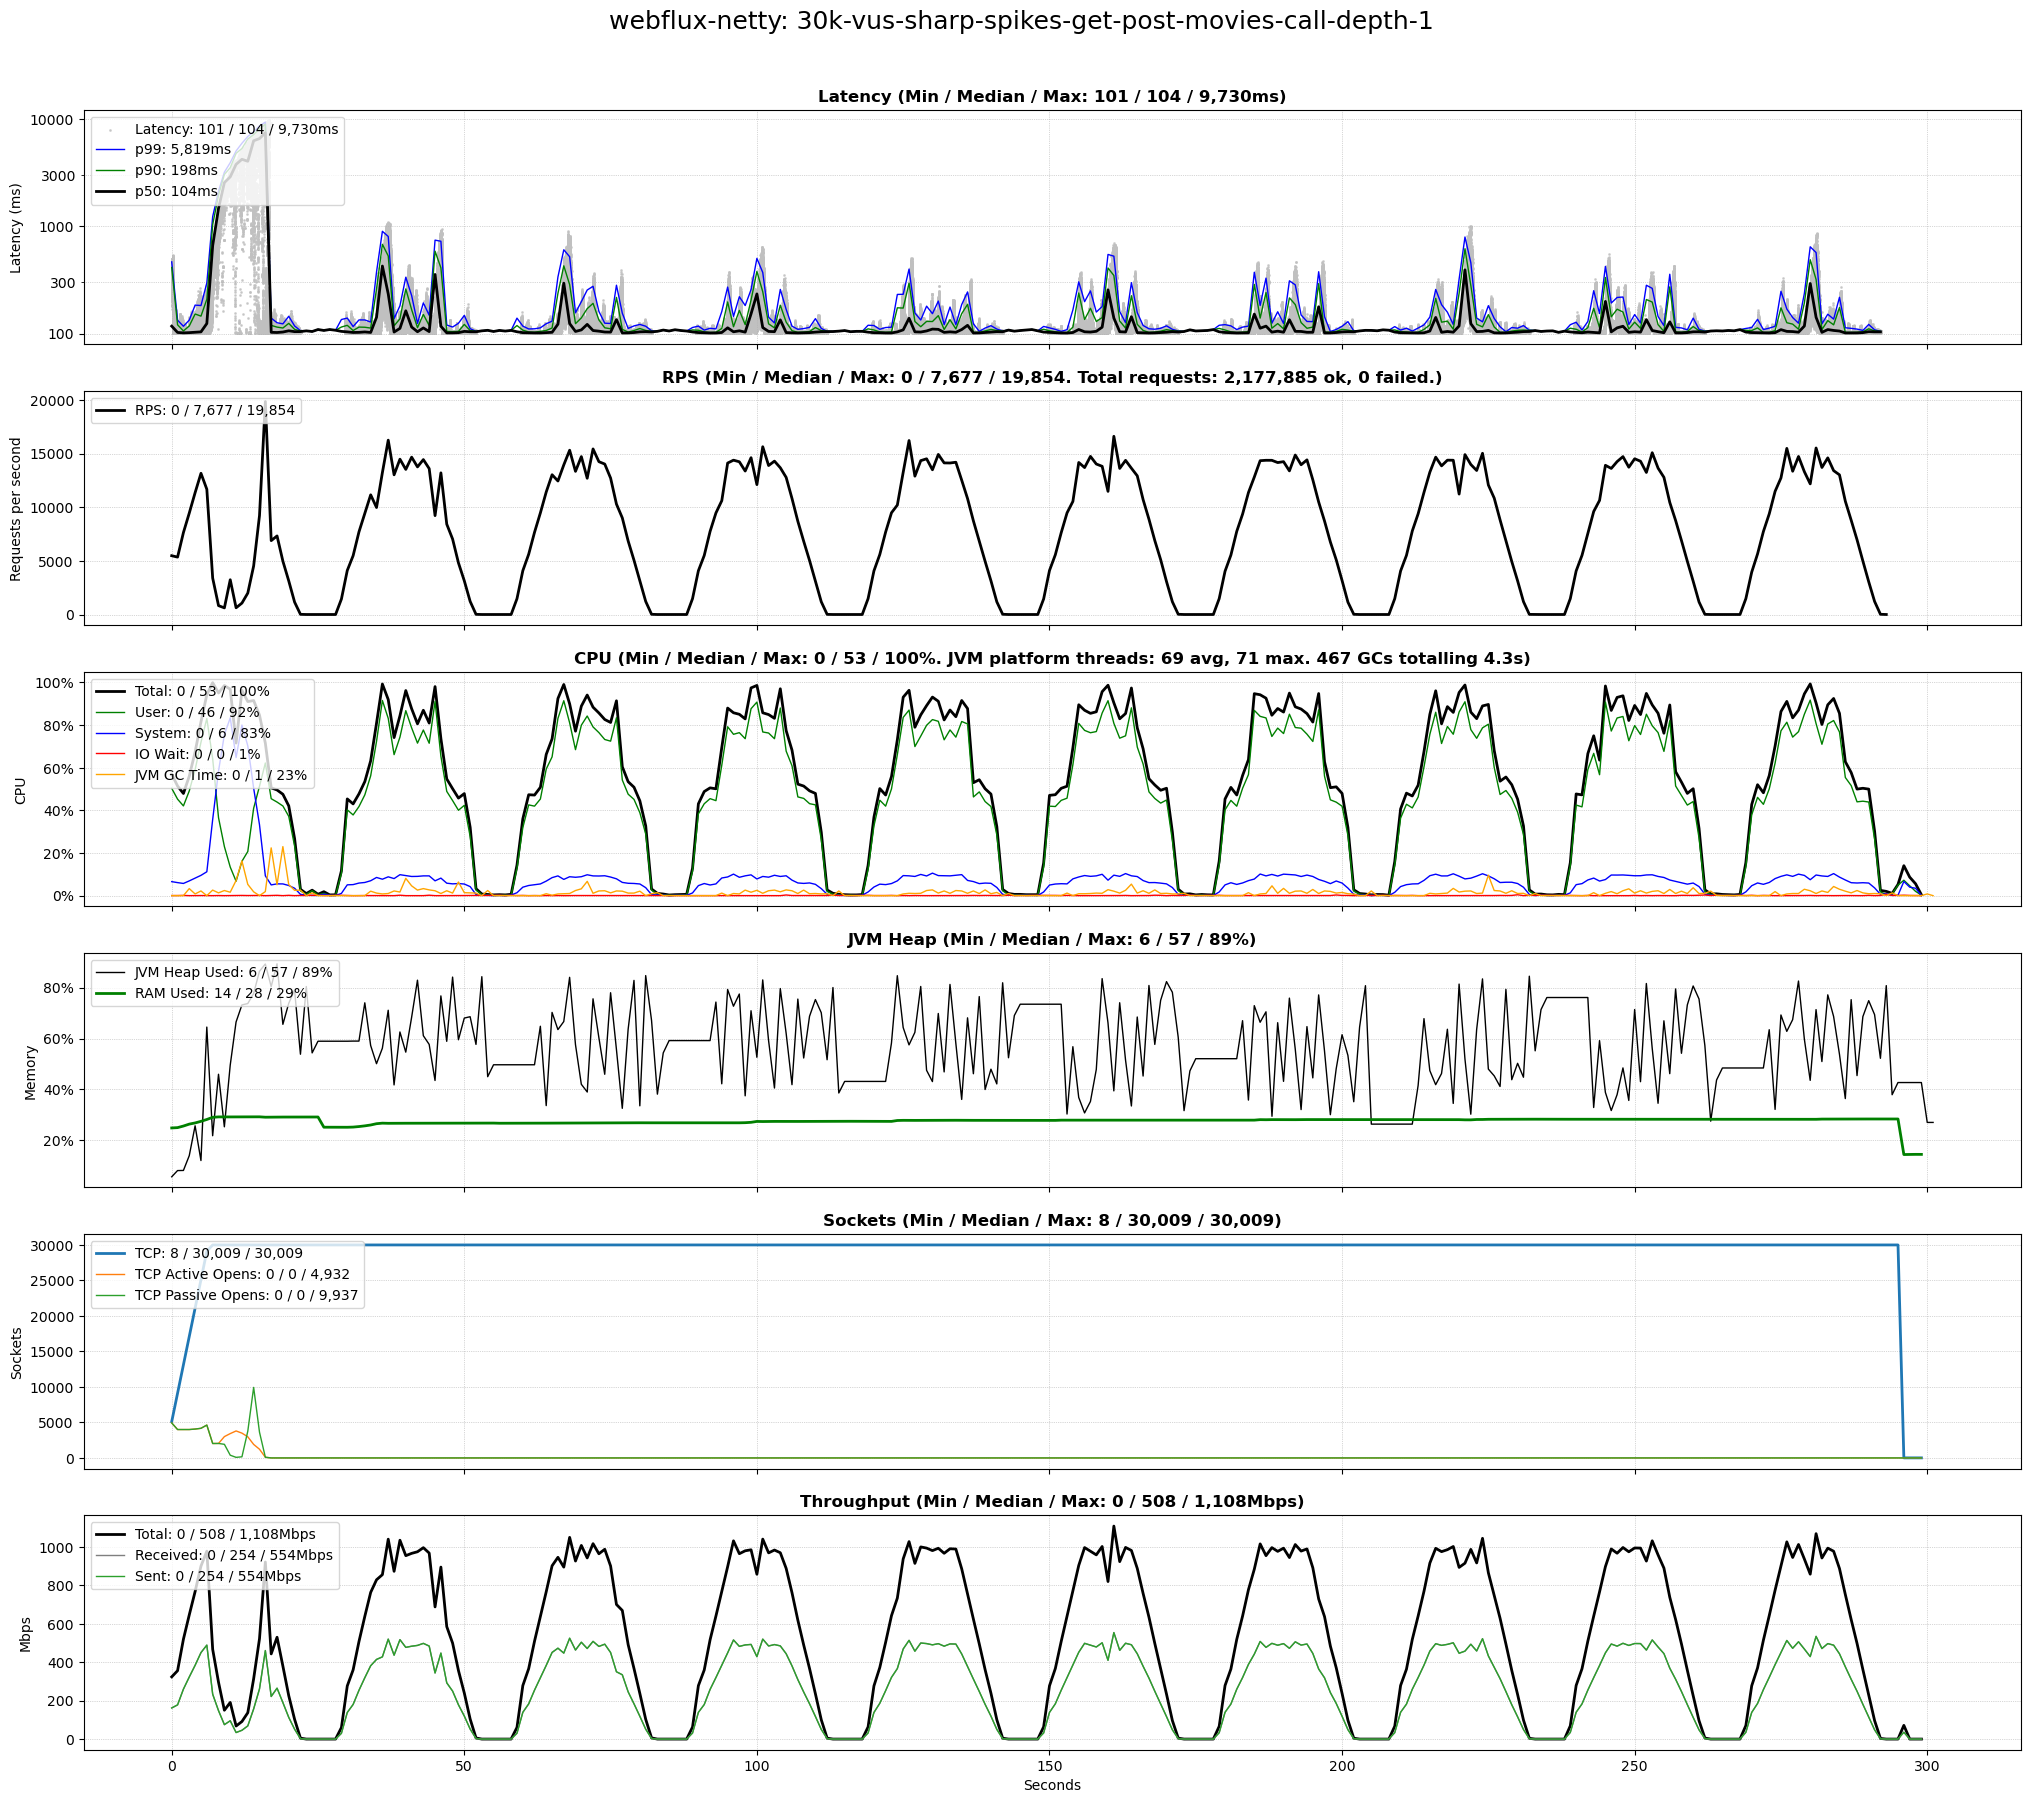 webflux-netty: 30k-vus-sharp-spikes-get-post-movies-call-depth-1
Latency (Min / Median / Max: 101 / 104 / 9,730ms)
Latency (ms)
10000
3000
1000
300
100
Latency: 101 / 104 / 9,730ms
p99: 5,819ms
p90: 198ms
p50: 104ms
RPS (Min / Median / Max: 0 / 7,677 / 19,854. Total requests: 2,177,885 ok, 0 failed.)
Requests per second
20000
15000
10000
5000
0
RPS: 0 / 7,677 / 19,854
CPU (Min / Median / Max: 0 / 53 / 100%. JVM platform threads: 69 avg, 71 max. 467 GCs totalling 4.3s)
CPU
100%
80%
60%
40%
20%
0%
Total: 0 / 53 / 100%
User: 0 / 46 / 92%
System: 0 / 6 / 83%
IO Wait: 0 / 0 / 1%
JVM GC Time: 0 / 1 / 23%
JVM Heap (Min / Median / Max: 6 / 57 / 89%)
Memory
80%
60%
40%
20%
JVM Heap Used: 6 / 57 / 89%
RAM Used: 14 / 28 / 29%
Sockets (Min / Median / Max: 8 / 30,009 / 30,009)
Sockets
30000
25000
20000
15000
10000
5000
0
TCP: 8 / 30,009 / 30,009
TCP Active Opens: 0 / 0 / 4,932
TCP Passive Opens: 0 / 0 / 9,937
Throughput (Min / Median / Max: 0 / 508 / 1,108Mbps)
Mbps
1000
800
600
400
200
0
Total: 0 / 508 / 1,108Mbps
Received: 0 / 254 / 554Mbps
Sent: 0 / 254 / 554Mbps
0 50 100 150 200 250 300
Seconds